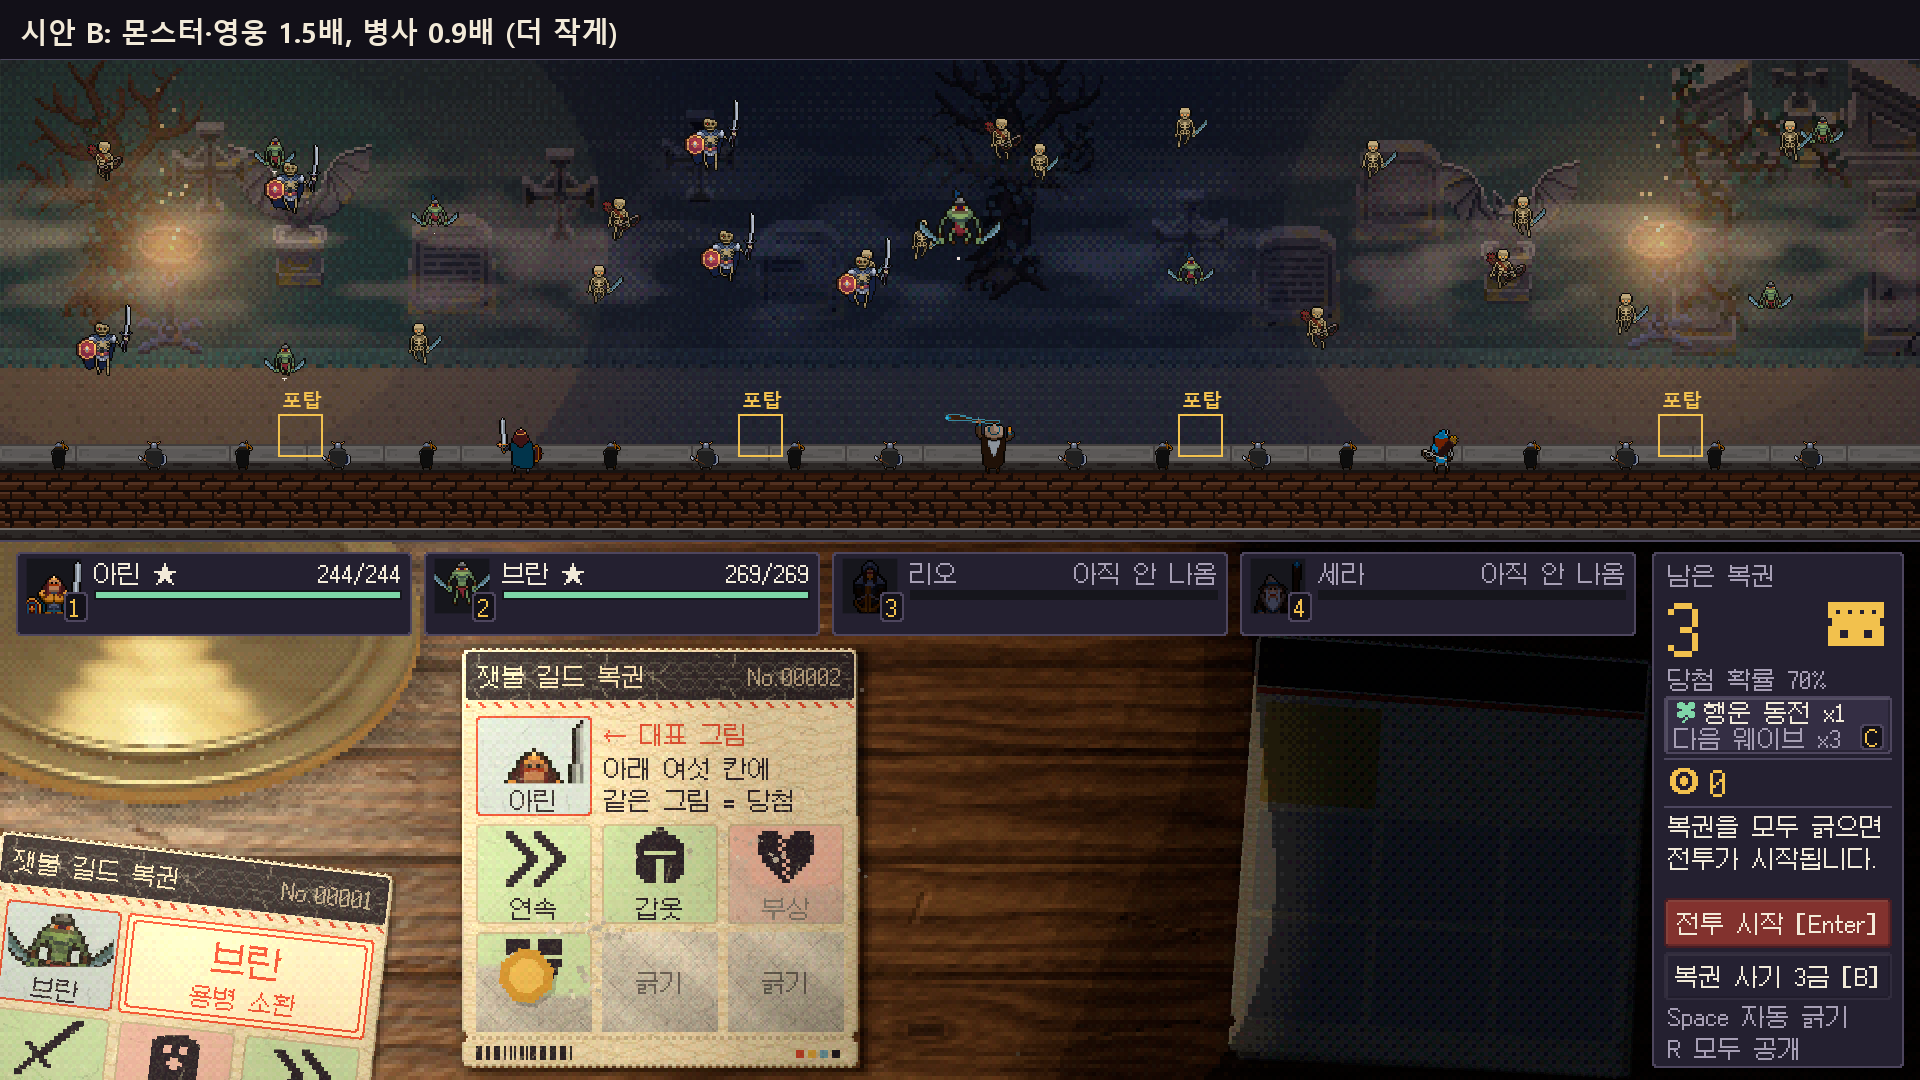 시안 B: 몬스터·영웅 1.5배, 병사 0.9배 (더 작게)
포탑
포탑
포탑
포탑
아린 ★ 244/244
1
브란 ★ 269/269
2
리오 아직 안 나옴
3
세라 아직 안 나옴
4
남은 복권
3
당첨 확률 70%
행운 동전 x1
다음 웨이브 x3 C
0
복권을 모두 긁으면
전투가 시작됩니다.
전투 시작 [Enter]
복권 사기 3금 [B]
Space 자동 긁기
R 모두 공개
잿불 길드 복권 No.00002
← 대표 그림
아래 여섯 칸에
같은 그림 = 당첨
아린
연속
갑옷
부상
긁기
긁기
잿불 길드 복권 No.00001
브란
용병 소환
브란